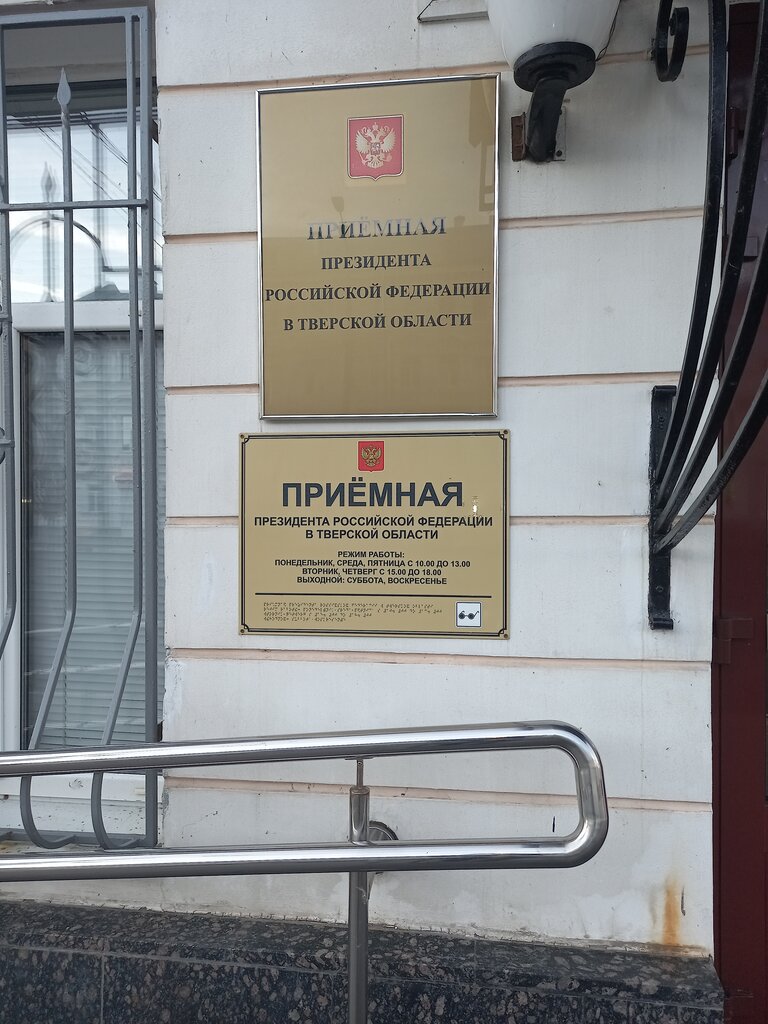 ПРИЁМНАЯ
ПРЕЗИДЕНТА
РОССИЙСКОЙ ФЕДЕРАЦИИ
В ТВЕРСКОЙ ОБЛАСТИ
ПРИЁМНАЯ
ПРЕЗИДЕНТА РОССИЙСКОЙ ФЕДЕРАЦИИ
В ТВЕРСКОЙ ОБЛАСТИ
РЕЖИМ РАБОТЫ:
ПОНЕДЕЛЬНИК, СРЕДА, ПЯТНИЦА С 10.00 ДО 13.00
ВТОРНИК, ЧЕТВЕРГ С 15.00 ДО 18.00
ВЫХОДНОЙ: СУББОТА, ВОСКРЕСЕНЬЕ